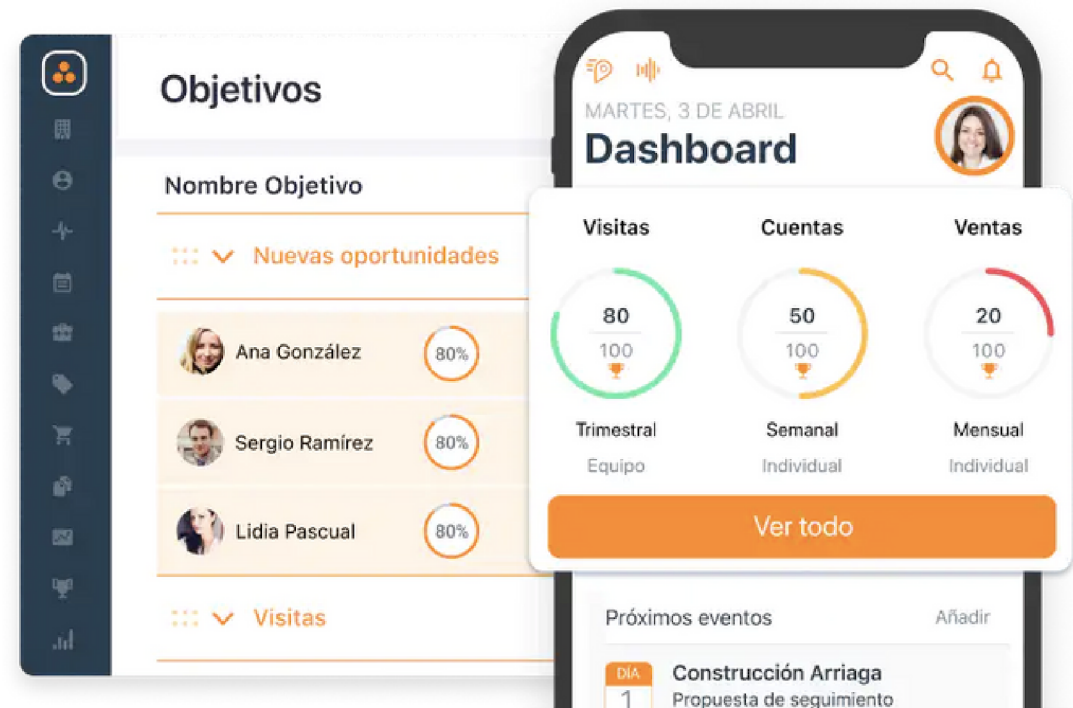 Objetivos
Nombre Objetivo
Nuevas oportunidades
Ana González
80%
Sergio Ramírez
80%
Lidia Pascual
80%
Visitas
MARTES, 3 DE ABRIL
Dashboard
Visitas
80
100
Trimestral
Equipo
Cuentas
50
100
Semanal
Individual
Ventas
20
100
Mensual
Individual
Ver todo
Próximos eventos
Añadir
DÍA
1
Construcción Arriaga
Propuesta de seguimiento